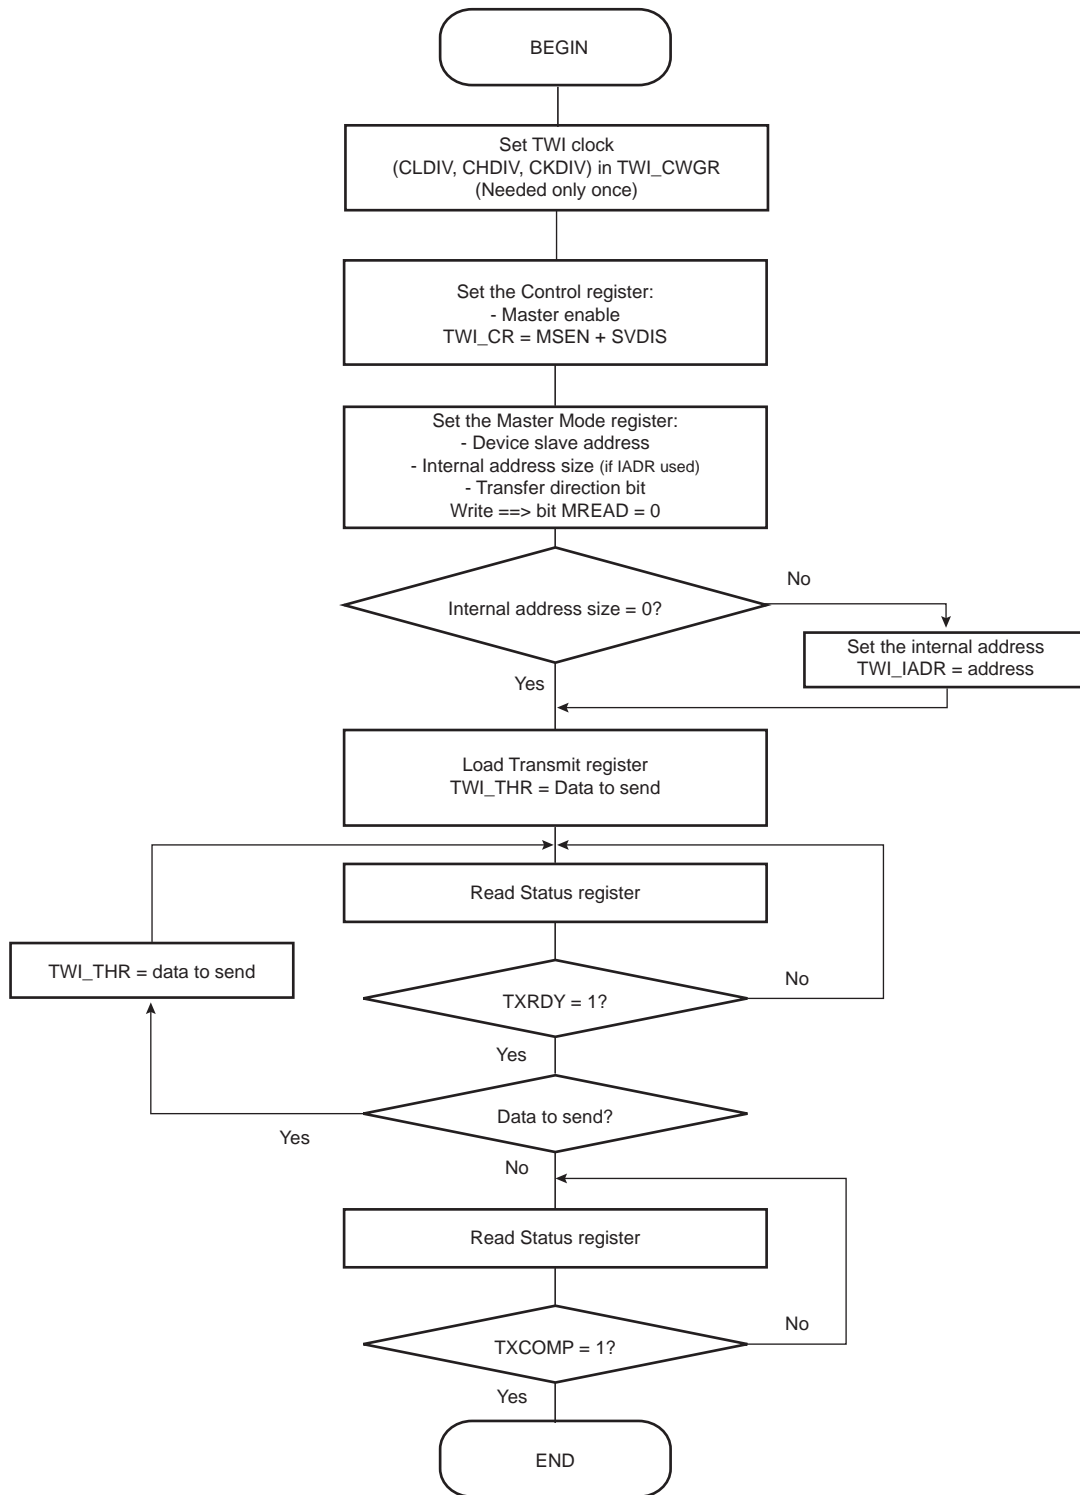 BEGIN
Set TWI clock
(CLDIV, CHDIV, CKDIV) in TWI_CWGR
(Needed only once)
Set the Control register:
- Master enable
TWI_CR = MSEN + SVDIS
Set the Master Mode register:
- Device slave address
- Internal address size (if IADR used)
- Transfer direction bit
Write ==> bit MREAD = 0
No
Internal address size = 0?
Set the internal address
TWI_IADR = address
Yes
Load Transmit register
TWI_THR = Data to send
Read Status register
TWI_THR = data to send
No
TXRDY = 1?
Yes
Data to send?
Yes
No
Read Status register
No
TXCOMP = 1?
Yes
END